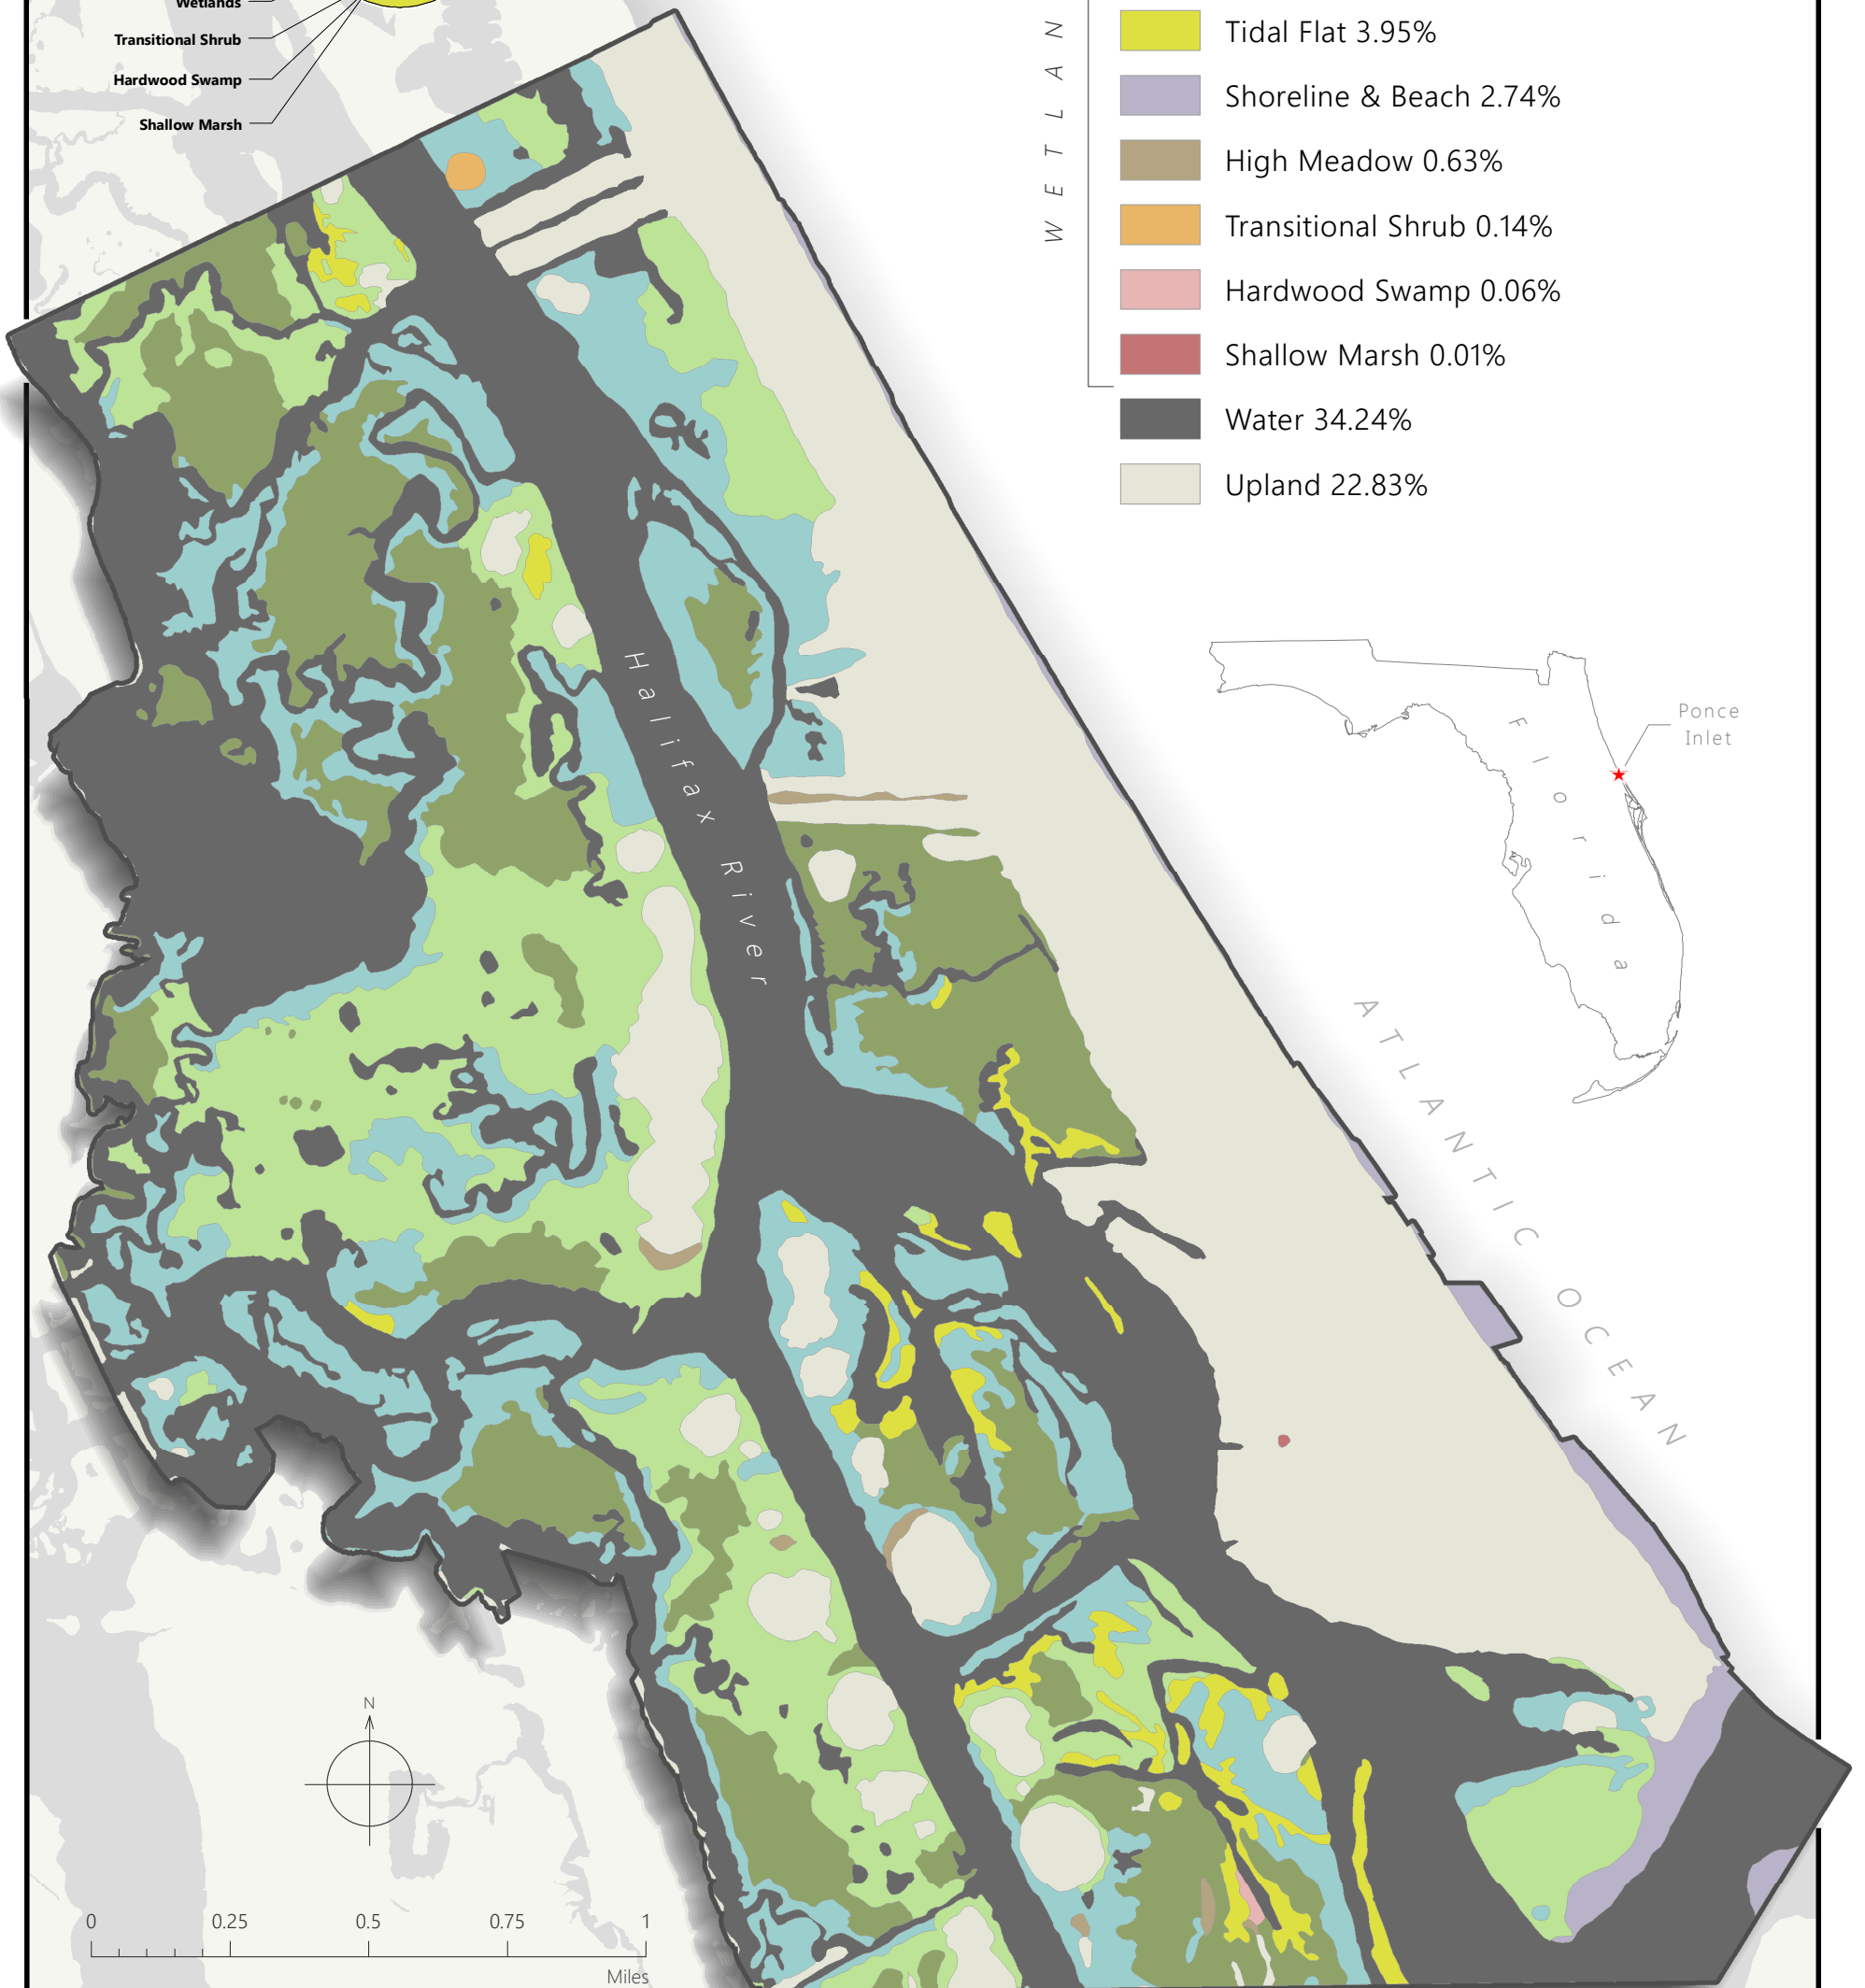 Wetlands
Transitional Shrub
Hardwood Swamp
Shallow Marsh
WETLAN
Tidal Flat 3.95%
Shoreline & Beach 2.74%
High Meadow 0.63%
Transitional Shrub 0.14%
Hardwood Swamp 0.06%
Shallow Marsh 0.01%
Water 34.24%
Upland 22.83%
Halifax River
Florida
Ponce
Inlet
ATLANTIC OCEAN
N
0 0.25 0.5 0.75 1
Miles